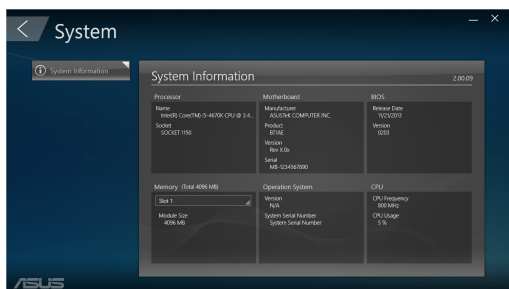 System
System Information
System Information
2.00.09
Processor
Name
Intel(R) Core(TM) i5-4670K CPU @ 3.4...
Socket
SOCKET 1150
Motherboard
Manufacturer
ASUSTeK COMPUTER INC.
Product
BT1AE
Version
Rev X.0x
Serial
MB-1234567890
BIOS
Release Date
11/21/2013
Version
0203
Memory (Total 4096 MB)
Slot 1
Module Size
4096 MB
Operation System
Version
N/A
System Serial Number
System Serial Number
CPU
CPU Frequency
800 MHz
CPU Usage
5 %
ASUS